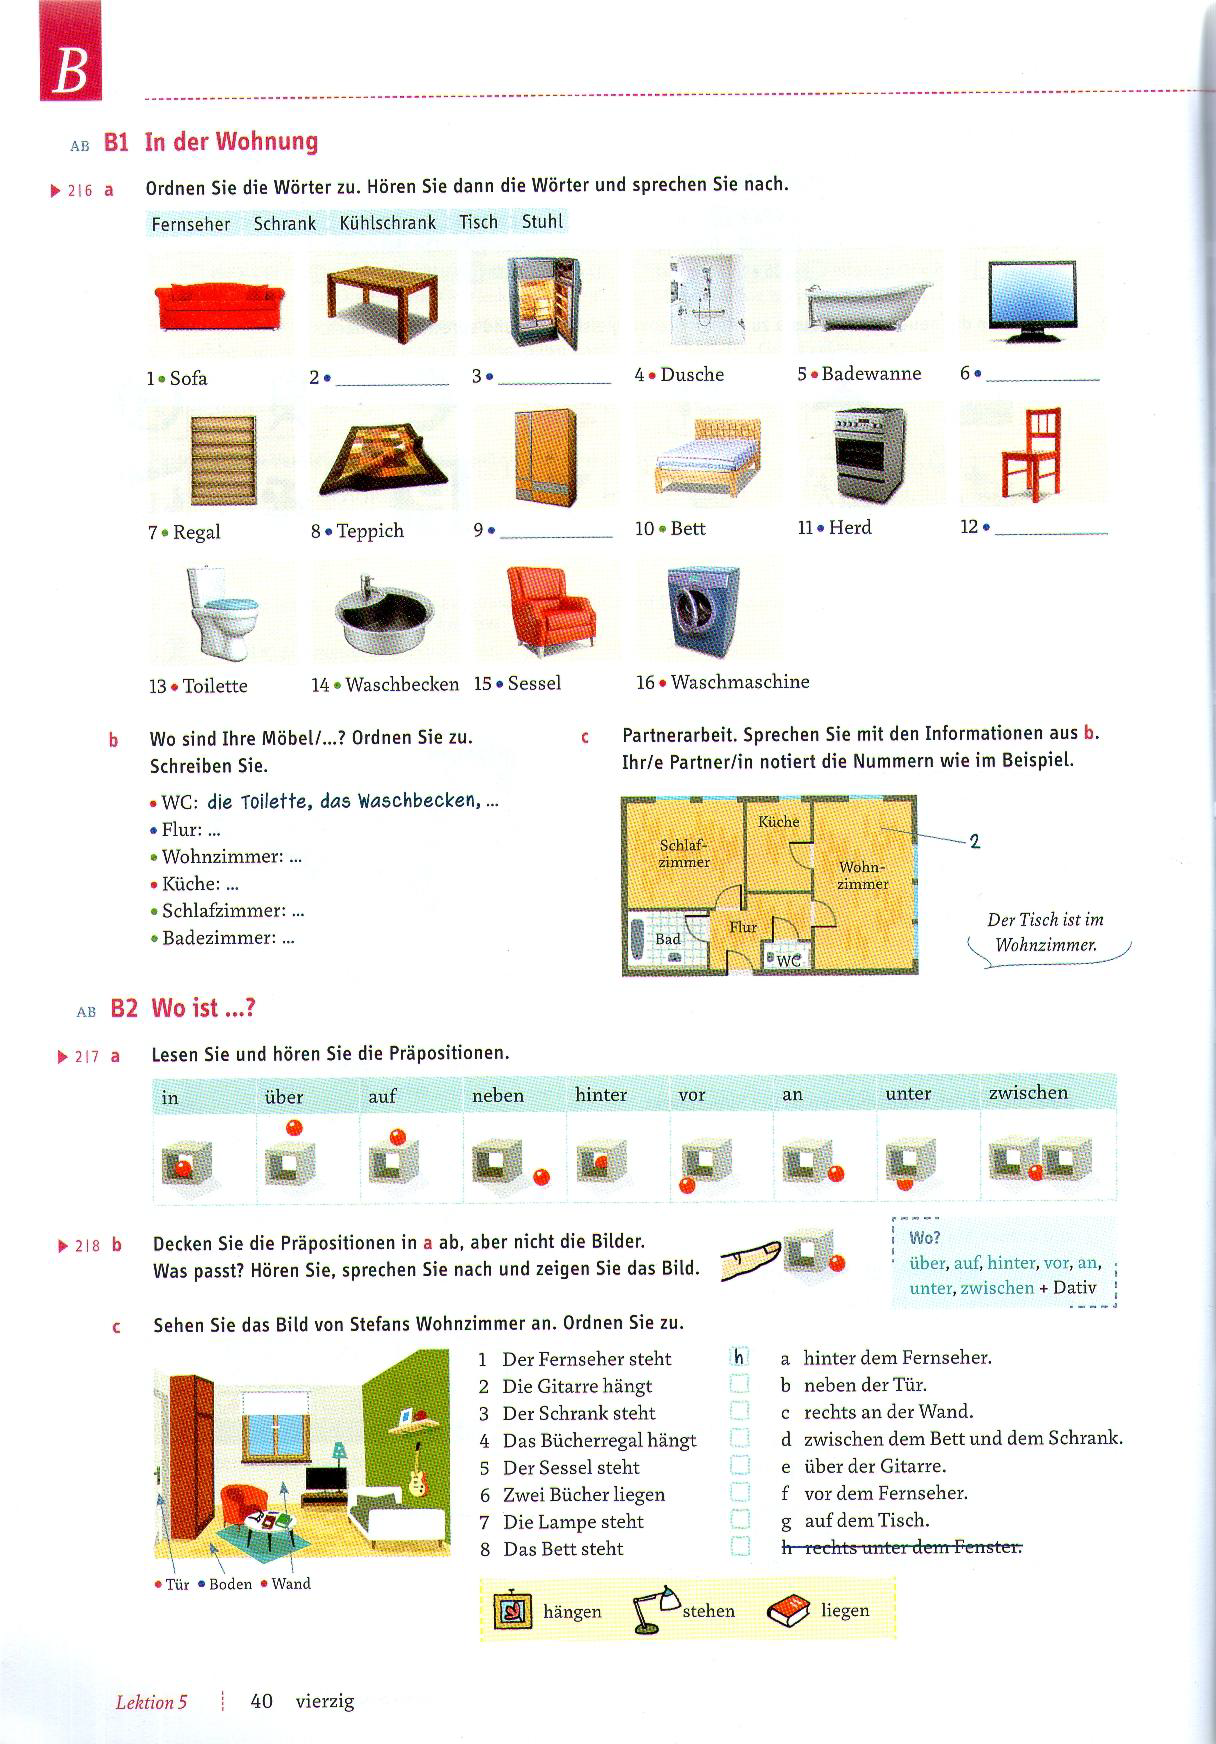 B
AB B1 In der Wohnung
▶ 2|6 a Ordnen Sie die Wörter zu. Hören Sie dann die Wörter und sprechen Sie nach.
Fernseher Schrank Kühlschrank Tisch Stuhl
1 • Sofa 2 • ____ 3 • ____ 4 • Dusche 5 • Badewanne 6 • ____
7 • Regal 8 • Teppich 9 • ____ 10 • Bett 11 • Herd 12 • ____
13 • Toilette 14 • Waschbecken 15 • Sessel 16 • Waschmaschine
b Wo sind Ihre Möbel/...? Ordnen Sie zu.
Schreiben Sie.
• WC: die Toilette, das Waschbecken, ...
• Flur: ...
• Wohnzimmer: ...
• Küche: ...
• Schlafzimmer: ...
• Badezimmer: ...
c Partnerarbeit. Sprechen Sie mit den Informationen aus b.
Ihr/e Partner/in notiert die Nummern wie im Beispiel.
Schlaf-
zimmer
Küche
Wohn-
zimmer
2
Bad
Flur
WC
Der Tisch ist im
Wohnzimmer.
AB B2 Wo ist ...?
▶ 2|7 a Lesen Sie und hören Sie die Präpositionen.
in über auf neben hinter vor an unter zwischen
▶ 2|8 b Decken Sie die Präpositionen in a ab, aber nicht die Bilder.
Was passt? Hören Sie, sprechen Sie nach und zeigen Sie das Bild.
Wo?
über, auf, hinter, vor, an,
unter, zwischen + Dativ
c Sehen Sie das Bild von Stefans Wohnzimmer an. Ordnen Sie zu.
1 Der Fernseher steht h a hinter dem Fernseher.
2 Die Gitarre hängt b neben der Tür.
3 Der Schrank steht c rechts an der Wand.
4 Das Bücherregal hängt d zwischen dem Bett und dem Schrank.
5 Der Sessel steht e über der Gitarre.
6 Zwei Bücher liegen f vor dem Fernseher.
7 Die Lampe steht g auf dem Tisch.
8 Das Bett steht h rechts unter dem Fenster.
• Tür • Boden • Wand
hängen stehen liegen
Lektion 5 40 vierzig